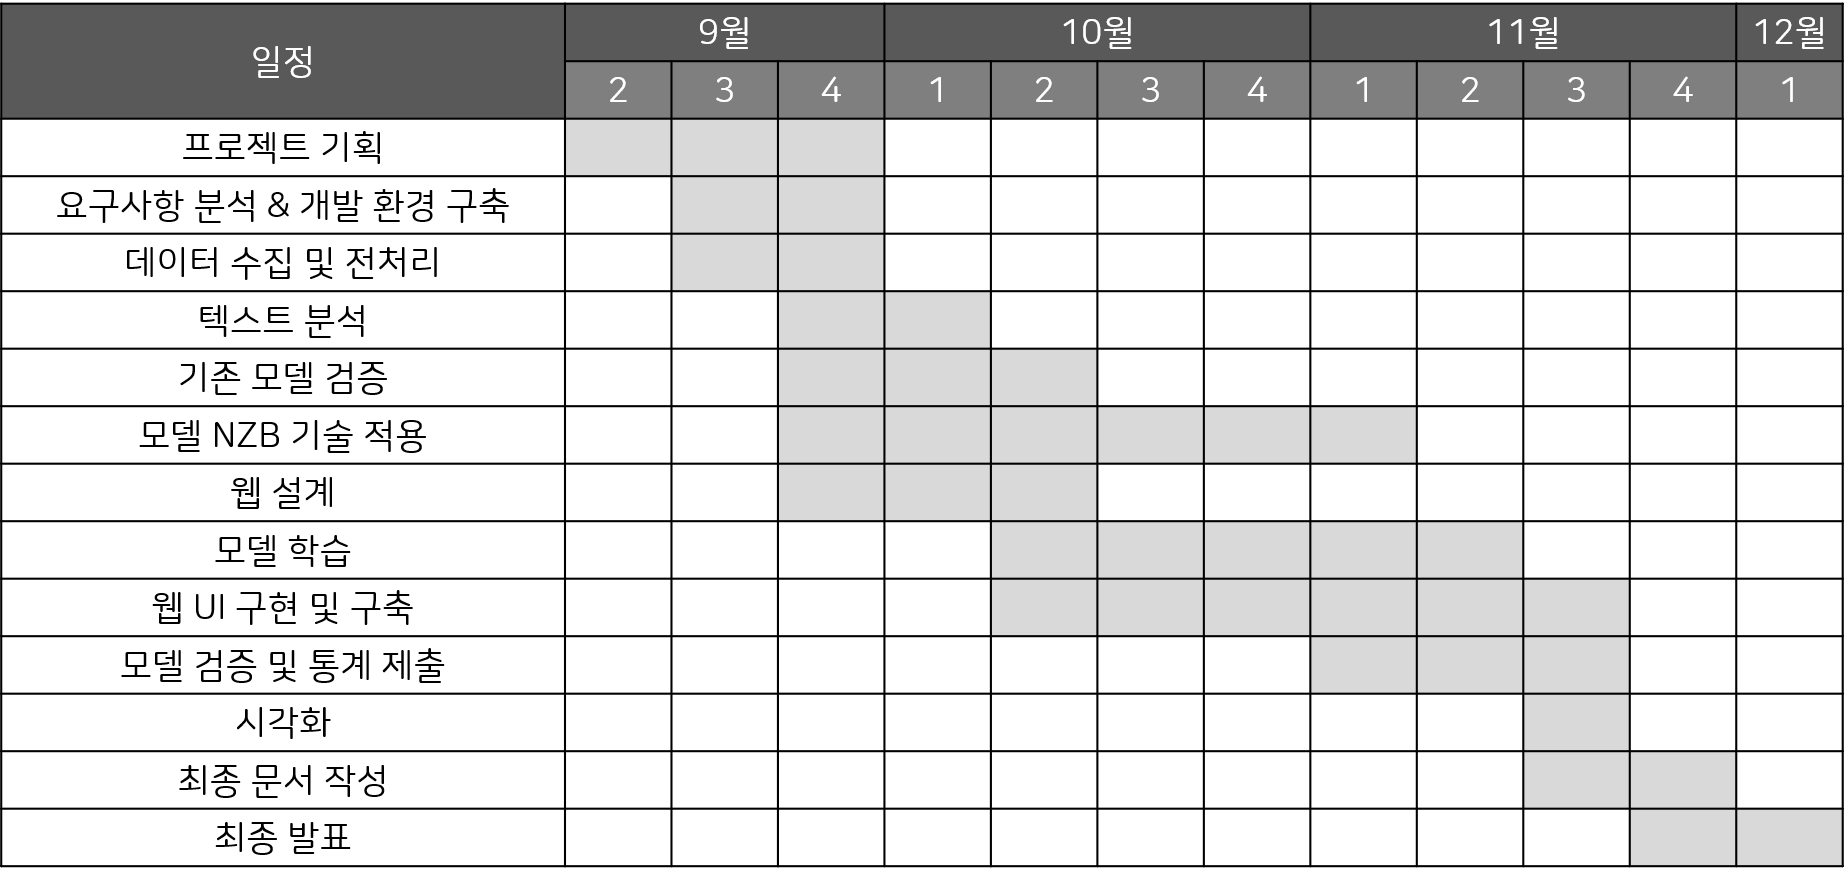 일정
9월 10월 11월 12월
2 3 4 1 2 3 4 1 2 3 4 1
프로젝트 기획
요구사항 분석 & 개발 환경 구축
데이터 수집 및 전처리
텍스트 분석
기존 모델 검증
모델 NZB 기술 적용
웹 설계
모델 학습
웹 UI 구현 및 구축
모델 검증 및 통계 제출
시각화
최종 문서 작성
최종 발표